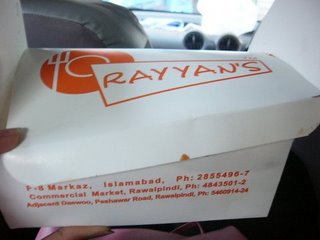 RAYYAN'S
F-8 Markaz, Islamabad, Ph: 2855496-7
Commercial Market, Rawalpindi, Ph: 4843501-2
Adjacent Daewoo, Peshawar Road, Rawalpindi, Ph: 5460914-24